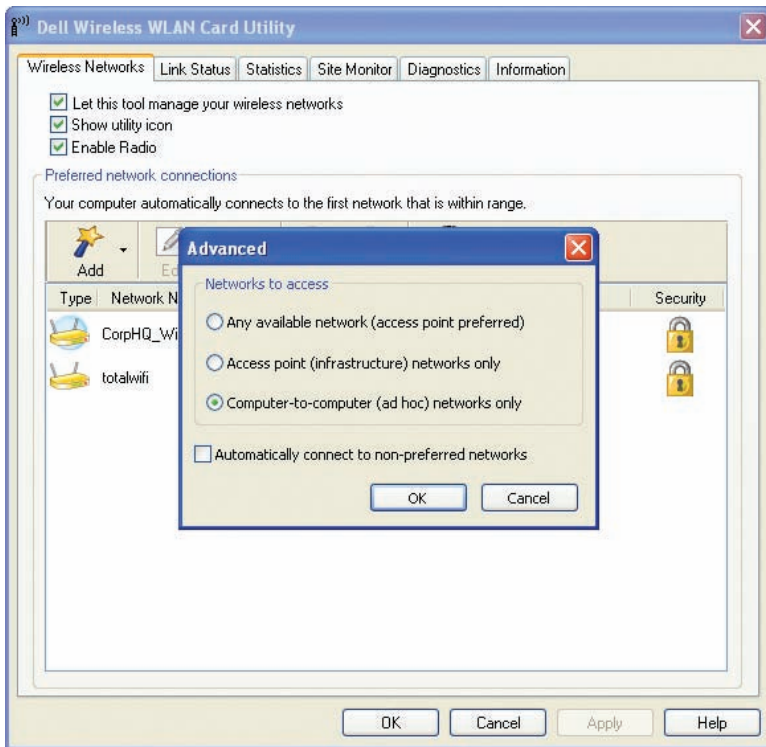 Dell Wireless WLAN Card Utility
Wireless Networks Link Status Statistics Site Monitor Diagnostics Information
Let this tool manage your wireless networks
Show utility icon
Enable Radio
Preferred network connections
Your computer automatically connects to the first network that is within range.
Add
Type Network Security
CorpHQ
totalwifi
Advanced
Networks to access
Any available network (access point preferred)
Access point (infrastructure) networks only
Computer-to-computer (ad hoc) networks only
Automatically connect to non-preferred networks
OK Cancel
OK Cancel Apply Help